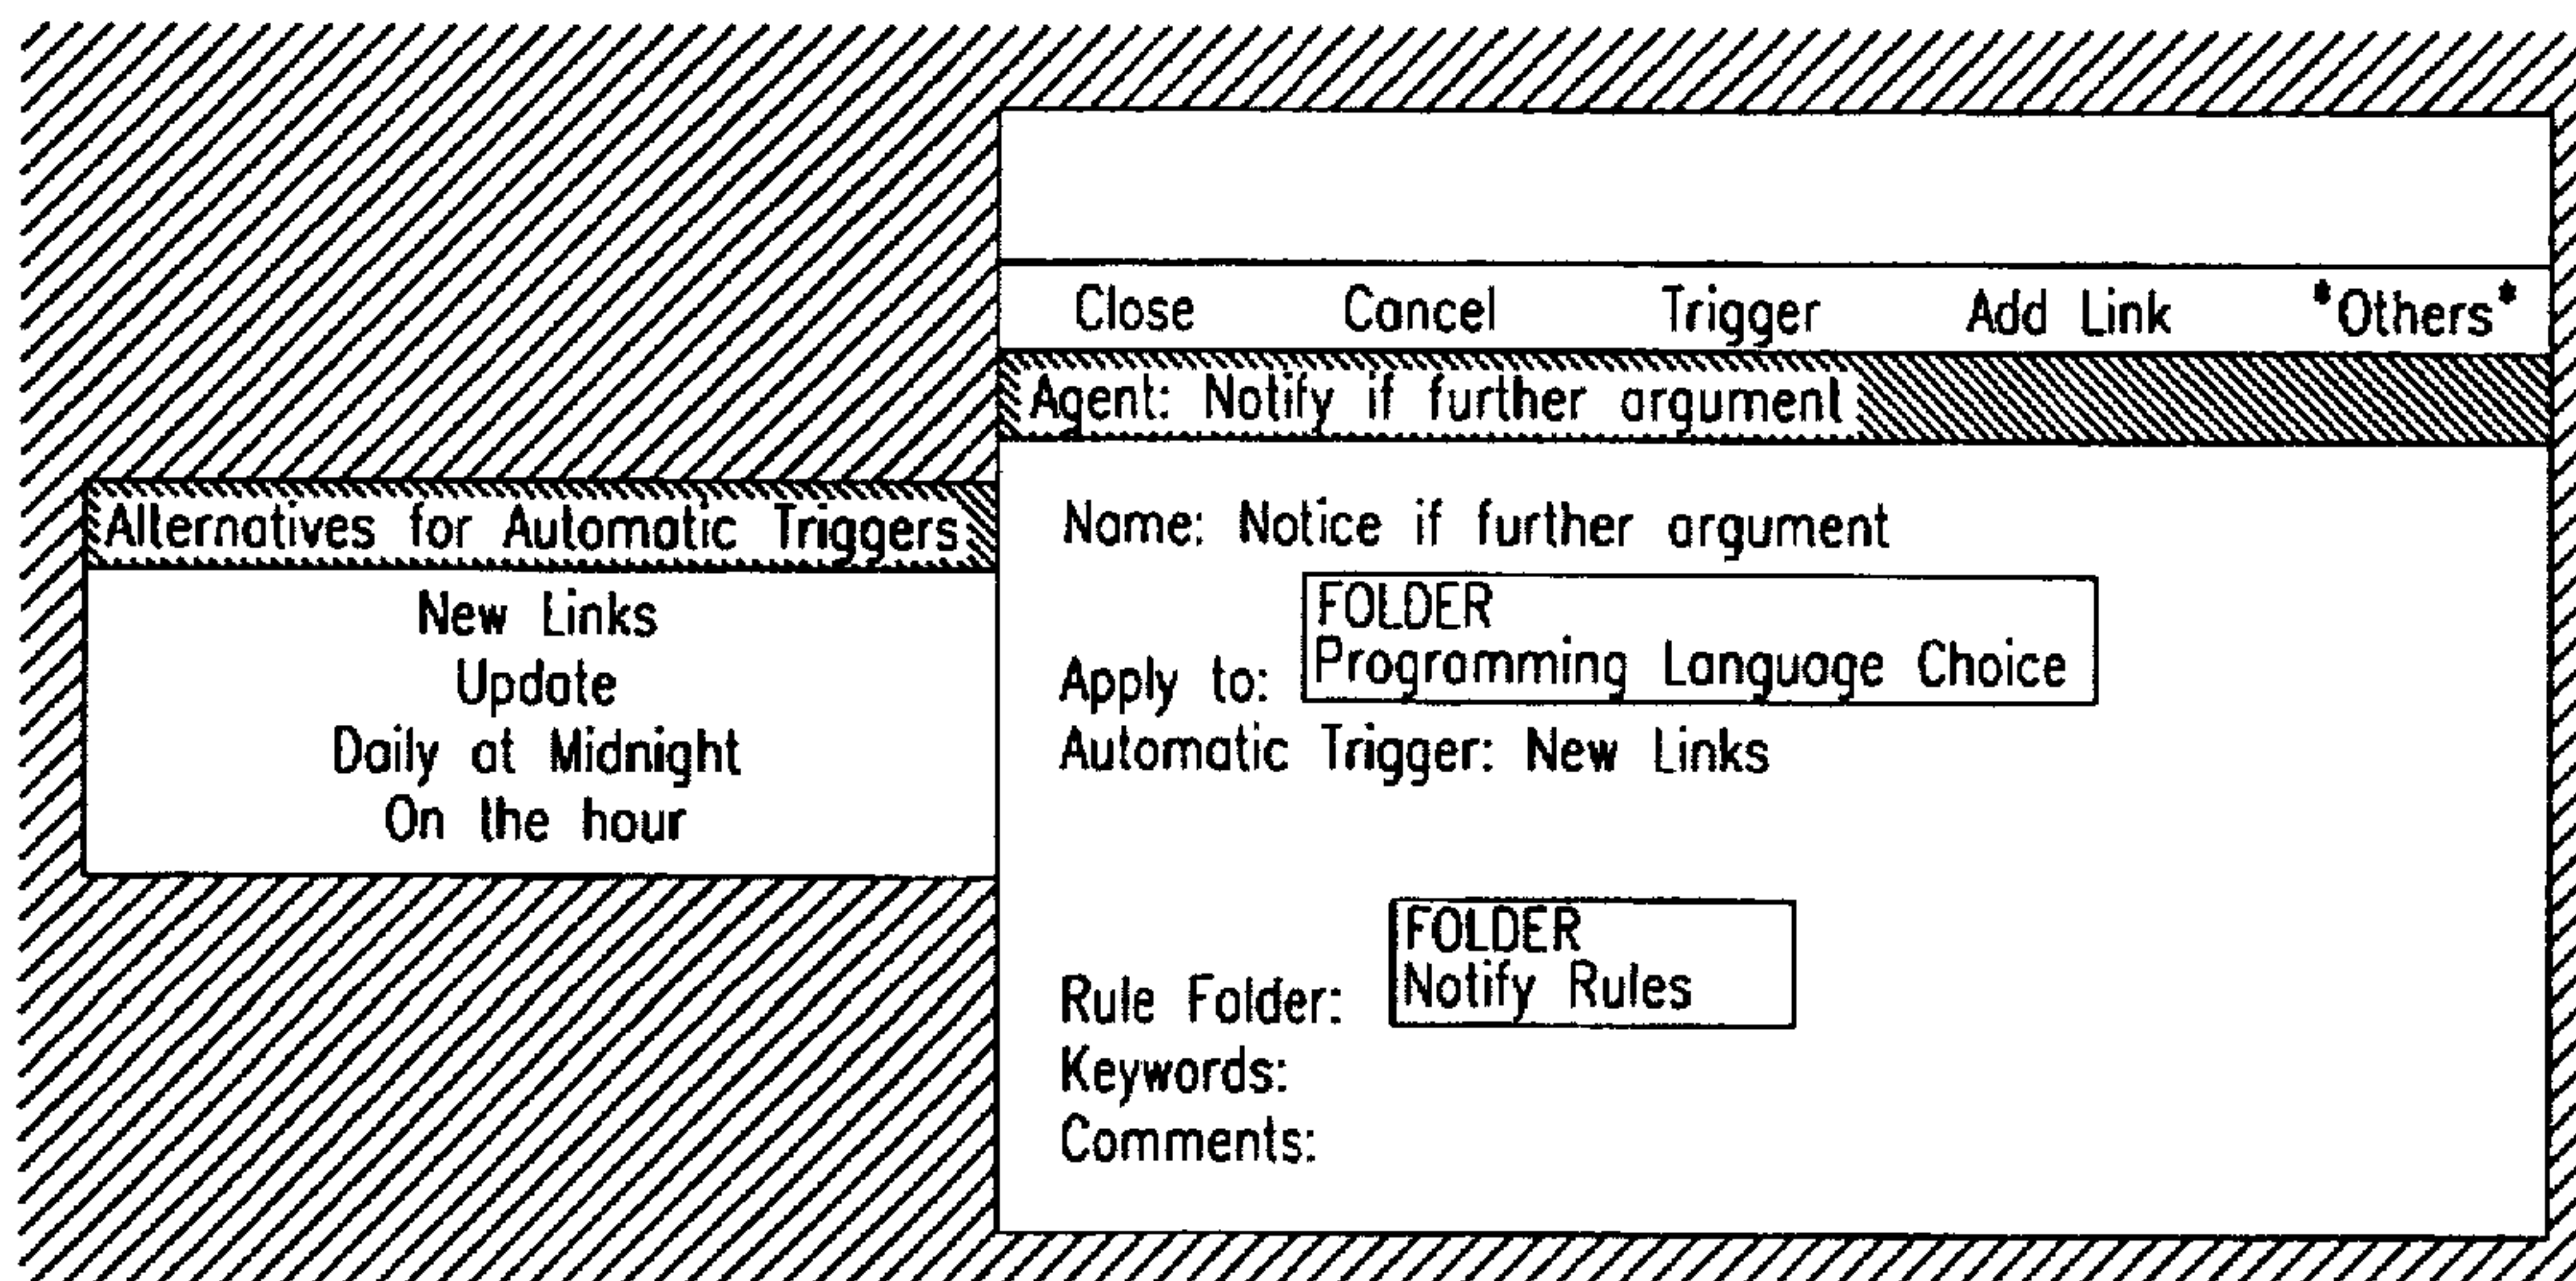 Close Cancel Trigger Add Link *Others*
Agent: Notify if further argument
Alternatives for Automatic Triggers
New Links
Update
Daily at Midnight
On the hour
Name: Notice if further argument
FOLDER
Programming Language Choice
Apply to:
Automatic Trigger: New Links
FOLDER
Notify Rules
Rule Folder:
Keywords:
Comments: